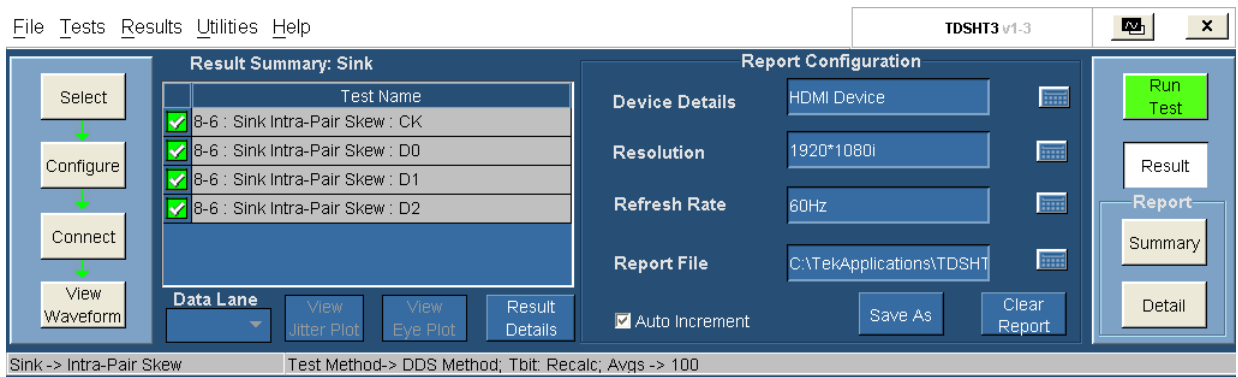 File Tests Results Utilities Help
TDSHT3 v1-3
x
Select
Configure
Connect
View
Waveform
Result Summary: Sink
Test Name
8-6 : Sink Intra-Pair Skew : CK
8-6 : Sink Intra-Pair Skew : D0
8-6 : Sink Intra-Pair Skew : D1
8-6 : Sink Intra-Pair Skew : D2
Data Lane
View
Jitter Plot
View
Eye Plot
Result
Details
Report Configuration
Device Details
HDMI Device
Resolution
1920*1080i
Refresh Rate
60Hz
Report File
C:\TekApplications\TDSHT
Auto Increment
Save As
Clear
Report
Run
Test
Result
Report
Summary
Detail
Sink -> Intra-Pair Skew
Test Method-> DDS Method; Tbit: Recalc; Avgs -> 100